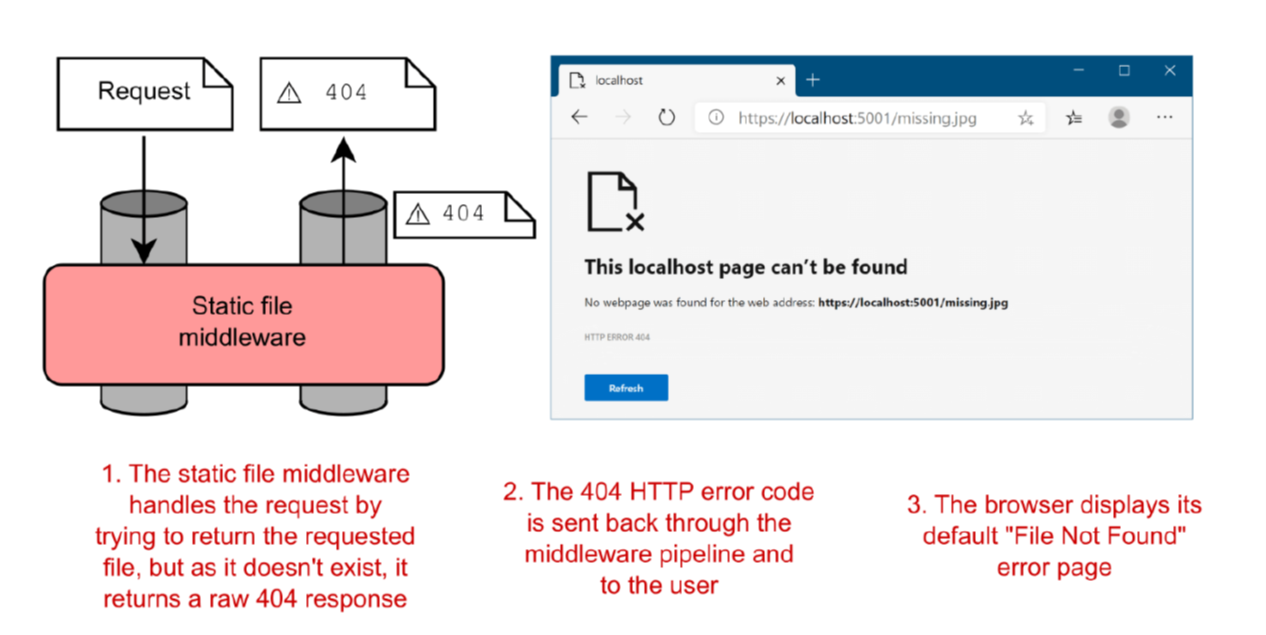 Request
404
404
Static file
middleware
localhost
https://localhost:5001/missing.jpg
This localhost page can't be found
No webpage was found for the web address: https://localhost:5001/missing.jpg
HTTP ERROR 404
Refresh
1. The static file middleware
handles the request by
trying to return the requested
file, but as it doesn't exist, it
returns a raw 404 response
2. The 404 HTTP error code
is sent back through the
middleware pipeline and
to the user
3. The browser displays its
default "File Not Found"
error page